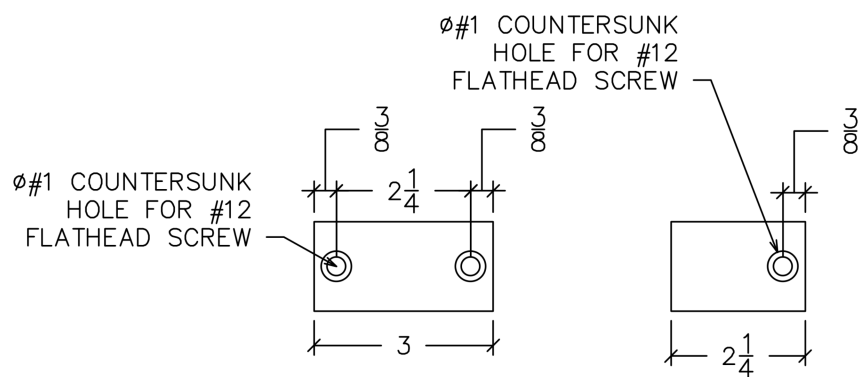 Ø#1 COUNTERSUNK
HOLE FOR #12
FLATHEAD SCREW
3/8
3/8
3/8
Ø#1 COUNTERSUNK
HOLE FOR #12
FLATHEAD SCREW
2 1/4
3
2 1/4